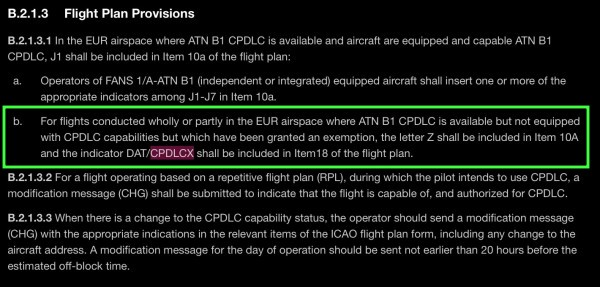 B.2.1.3 Flight Plan Provisions
B.2.1.3.1 In the EUR airspace where ATN B1 CPDLC is available and aircraft are equipped and capable ATN B1
CPDLC, J1 shall be included in Item 10a of the flight plan:
a. Operators of FANS 1/A-ATN B1 (independent or integrated) equipped aircraft shall insert one or more of the
appropriate indicators among J1-J7 in Item 10a.
b. For flights conducted wholly or partly in the EUR airspace where ATN B1 CPDLC is available but not equipped
with CPDLC capabilities but which have been granted an exemption, the letter Z shall be included in Item 10A
and the indicator DAT/CPDLCX shall be included in Item18 of the flight plan.
B.2.1.3.2 For a flight operating based on a repetitive flight plan (RPL), during which the pilot intends to use CPDLC, a
modification message (CHG) shall be submitted to indicate that the flight is capable of, and authorized for CPDLC.
B.2.1.3.3 When there is a change to the CPDLC capability status, the operator should send a modification message
(CHG) with the appropriate indications in the relevant items of the ICAO flight plan form, including any change to the
aircraft address. A modification message for the day of operation should be sent not earlier than 20 hours before the
estimated off-block time.